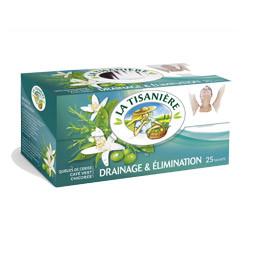 LA TISANIÈRE
QUEUES DE CERISE
CAFÉ VERT
CHICORÉE
DRAINAGE & ÉLIMINATION
25 SACHETS